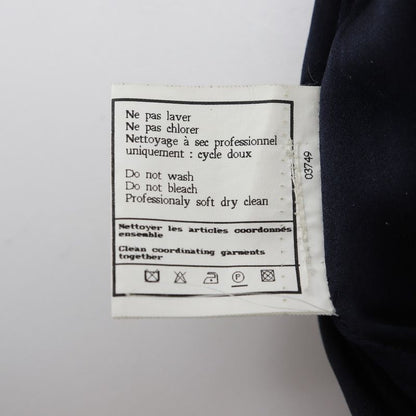 Ne pas laver
Ne pas chlorer
Nettoyage à sec professionnel
uniquement : cycle doux
Do not wash
Do not bleach
Professionaly soft dry clean
Nettoyer les articles coordonnés
ensemble
Clean coordinating garments
together
P
03749